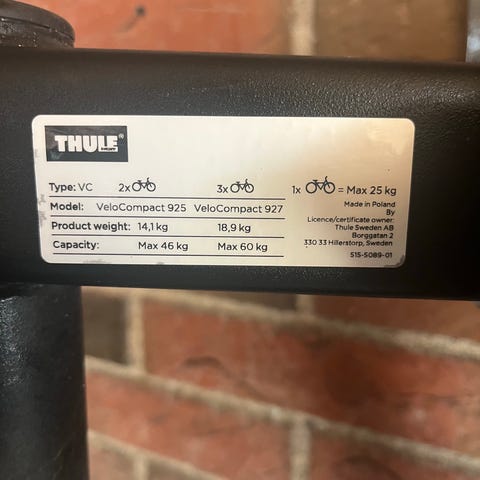 THULE®
SWEDEN
Type: VC 2x 3x 1x = Max 25 kg
Model: VeloCompact 925 VeloCompact 927
Product weight: 14,1 kg 18,9 kg
Capacity: Max 46 kg Max 60 kg
Made in Poland
By
Licence/certificate owner:
Thule Sweden AB
Borggatan 2
330 33 Hillerstorp, Sweden
515-5089-01